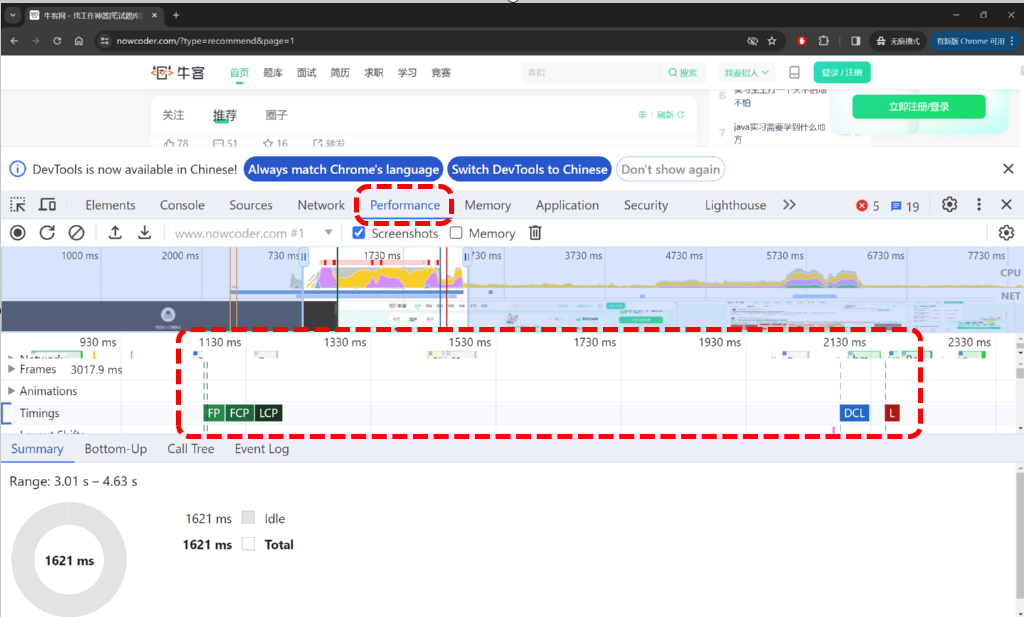 牛客网 - 找工作神器|笔试题库|
nowcoder.com/?type=recommend&page=1
无痕模式
有新版 Chrome 可用
牛客 首页 题库 面试 简历 求职 学习 竞赛 搜索 我要招人 登录 / 注册
关注 推荐 圈子 刷新
78 51 16 转发
6
不怕
7 java实习需要学到什么地
方
立即注册/登录
DevTools is now available in Chinese! Always match Chrome's language Switch DevTools to Chinese Don't show again
Elements Console Sources Network Performance Memory Application Security Lighthouse 5 19
www.nowcoder.com #1 Screenshots Memory
1000 ms 2000 ms 730 ms 1730 ms 730 ms 3730 ms 4730 ms 5730 ms 6730 ms 7730 ms
CPU
NET
930 ms 1130 ms 1330 ms 1530 ms 1730 ms 1930 ms 2130 ms 2330 ms
Network
Frames 3017.9 ms
Animations
Timings FP FCP LCP DCL L
Layout Shifts
Summary Bottom-Up Call Tree Event Log
Range: 3.01 s – 4.63 s
1621 ms Idle
1621 ms Total
1621 ms